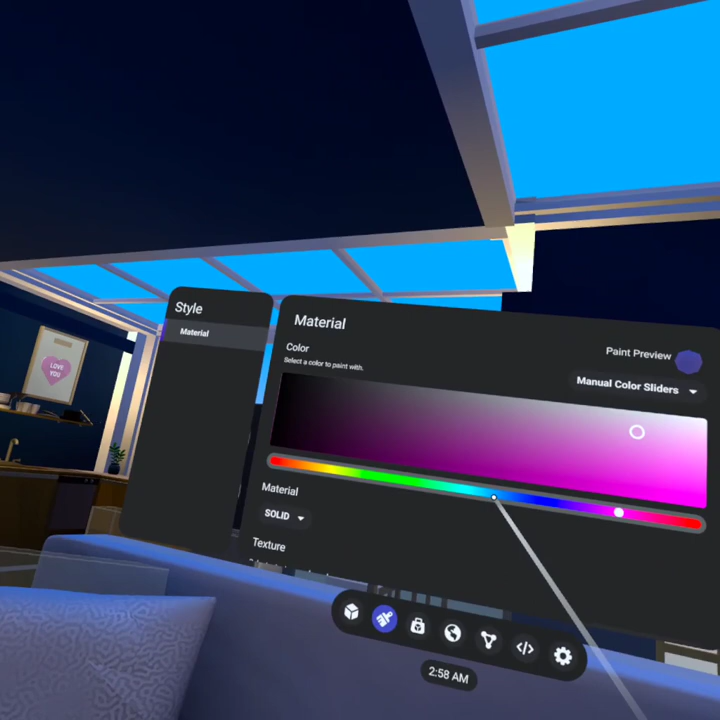 Style
Material
LOVE
YOU
Material
Color
Select a color to paint with.
Paint Preview
Manual Color Sliders
Material
SOLID
Texture
2:58 AM